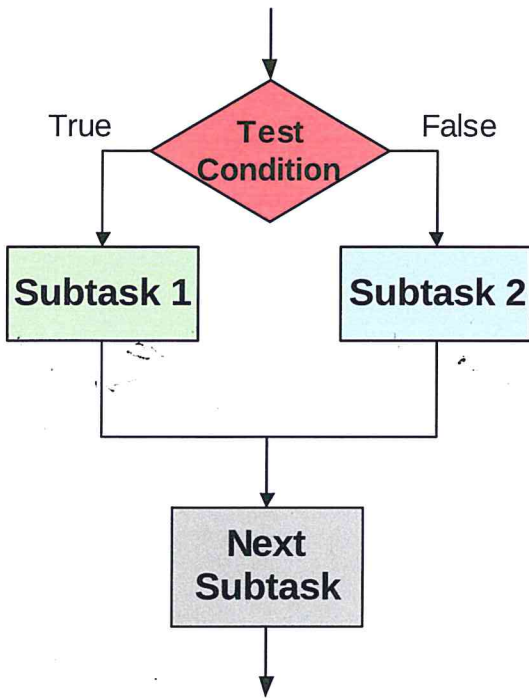 True
False
Test
Condition
Subtask 1
Subtask 2
Next
Subtask